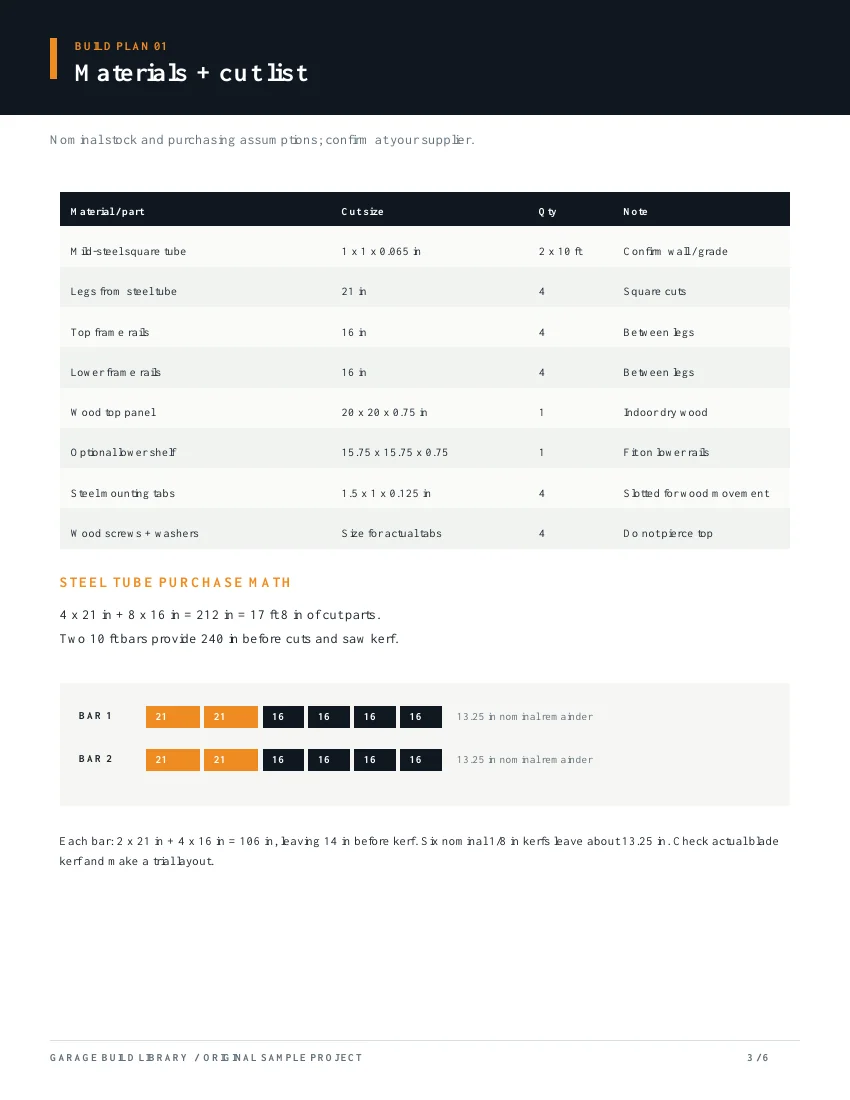 BUILD PLAN 01
Materials + cut list
Nominal stock and purchasing assumptions; confirm at your supplier.
Material / part Cut size Qty Note
Mild-steel square tube 1 x 1 x 0.065 in 2 x 10 ft Confirm wall / grade
Legs from steel tube 21 in 4 Square cuts
Top frame rails 16 in 4 Between legs
Lower frame rails 16 in 4 Between legs
Wood top panel 20 x 20 x 0.75 in 1 Indoor dry wood
Optional lower shelf 15.75 x 15.75 x 0.75 1 Fit on lower rails
Steel mounting tabs 1.5 x 1 x 0.125 in 4 Slotted for wood movement
Wood screws + washers Size for actual tabs 4 Do not pierce top
STEEL TUBE PURCHASE MATH
4 x 21 in + 8 x 16 in = 212 in = 17 ft 8 in of cut parts.
Two 10 ft bars provide 240 in before cuts and saw kerf.
BAR 1 21 21 16 16 16 16 13.25 in nominal remainder
BAR 2 21 21 16 16 16 16 13.25 in nominal remainder
Each bar: 2 x 21 in + 4 x 16 in = 106 in, leaving 14 in before kerf. Six nominal 1/8 in kerfs leave about 13.25 in. Check actual blade
kerf and make a trial layout.
GARAGE BUILD LIBRARY / ORIGINAL SAMPLE PROJECT 3 / 6